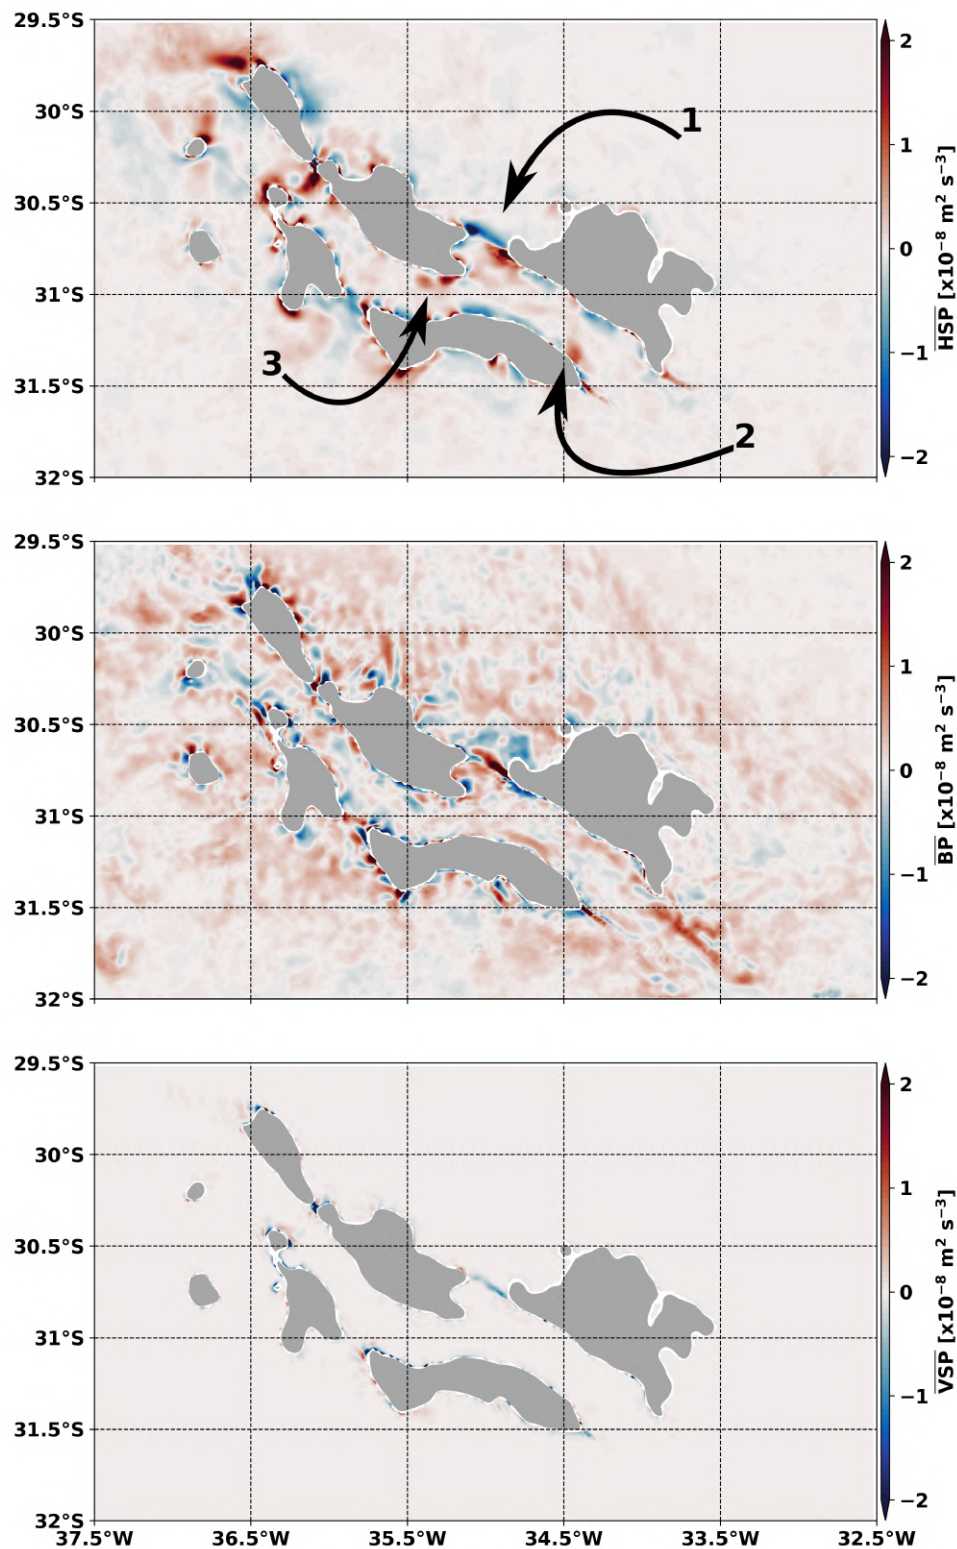 29.5°S
30°S
30.5°S
31°S
31.5°S
32°S
1
2
3
2
1
0
−1
−2
HSP [x10⁻⁸ m² s⁻³]
29.5°S
30°S
30.5°S
31°S
31.5°S
32°S
2
1
0
−1
−2
BP [x10⁻⁸ m² s⁻³]
29.5°S
30°S
30.5°S
31°S
31.5°S
32°S
37.5°W 36.5°W 35.5°W 34.5°W 33.5°W 32.5°W
2
1
0
−1
−2
VSP [x10⁻⁸ m² s⁻³]